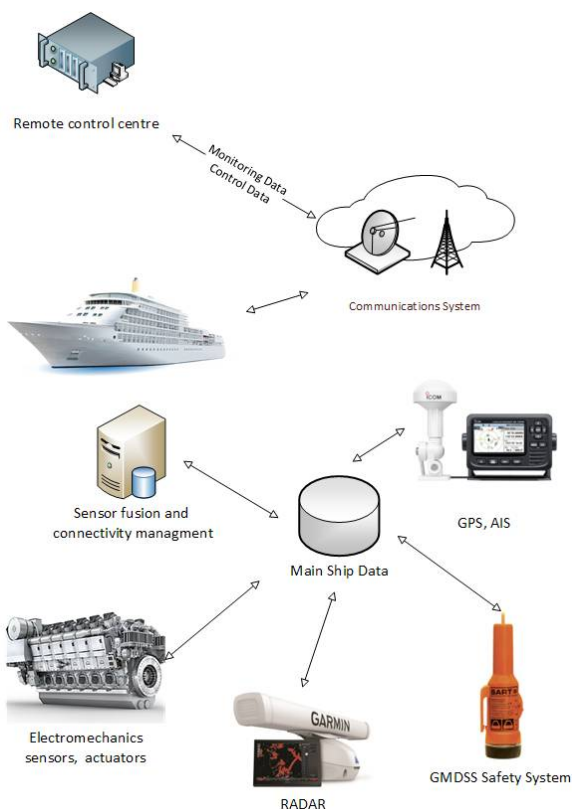 Remote control centre
Monitoring Data
Control Data
Communications System
ICOM
Sensor fusion and
connectivity managment
GPS, AIS
Main Ship Data
GARMIN
Electromechanics
sensors, actuators
GMDSS Safety System
RADAR